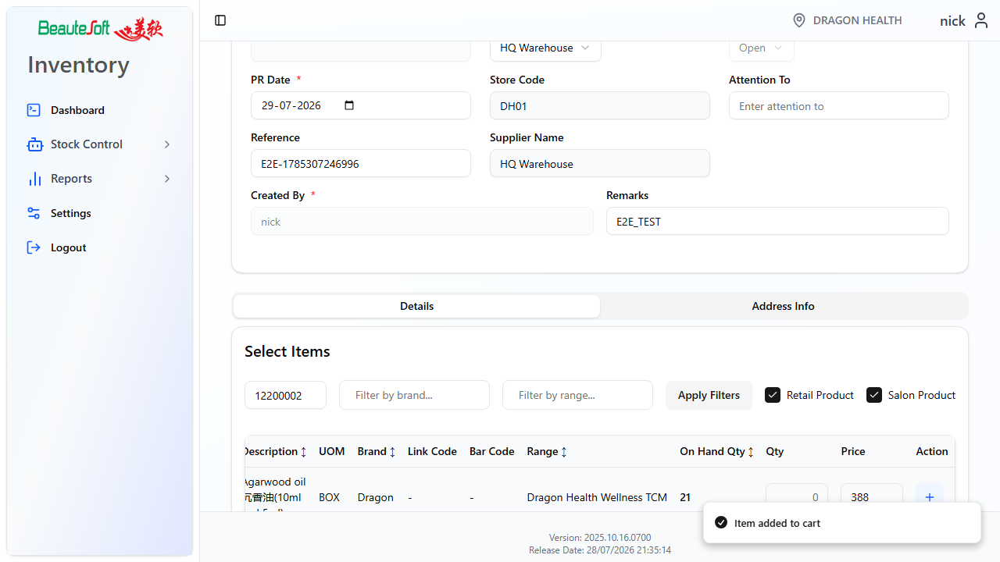 BeauteSoft 美软
Inventory
Dashboard
Stock Control
Reports
Settings
Logout
DRAGON HEALTH
nick
HQ Warehouse
Open
PR Date *
Store Code
Attention To
29-07-2026
DH01
Enter attention to
Reference
Supplier Name
E2E-1785307246996
HQ Warehouse
Created By *
Remarks
nick
E2E_TEST
Details
Address Info
Select Items
12200002
Filter by brand...
Filter by range...
Apply Filters
Retail Product
Salon Product
Description UOM Brand Link Code Bar Code Range On Hand Qty Qty Price Action
Agarwood oil
沉香油(10ml
BOX Dragon - - Dragon Health Wellness TCM 21 0 388 +
Item added to cart
Version: 2025.10.16.0700
Release Date: 28/07/2026 21:35:14